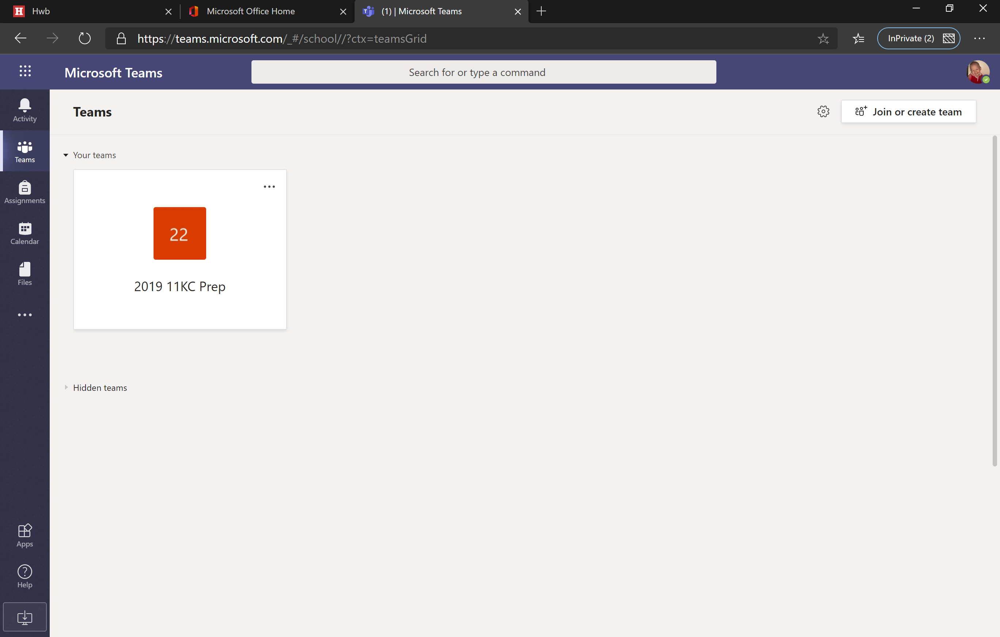 Hwb
Microsoft Office Home
(1) | Microsoft Teams
https://teams.microsoft.com/_#/school//?ctx=teamsGrid
InPrivate (2)
Microsoft Teams
Search for or type a command
Activity
Teams
Assignments
Calendar
Files
Apps
Help
Teams
Join or create team
Your teams
22
2019 11KC Prep
Hidden teams